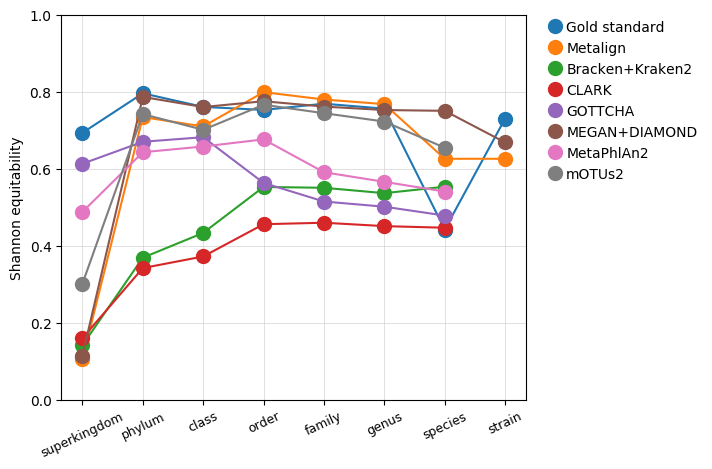 1.0
0.8
0.6
0.4
0.2
0.0
Shannon equitability
superkingdom
phylum
class
order
family
genus
species
strain
Gold standard
Metalign
Bracken+Kraken2
CLARK
GOTTCHA
MEGAN+DIAMOND
MetaPhlAn2
mOTUs2